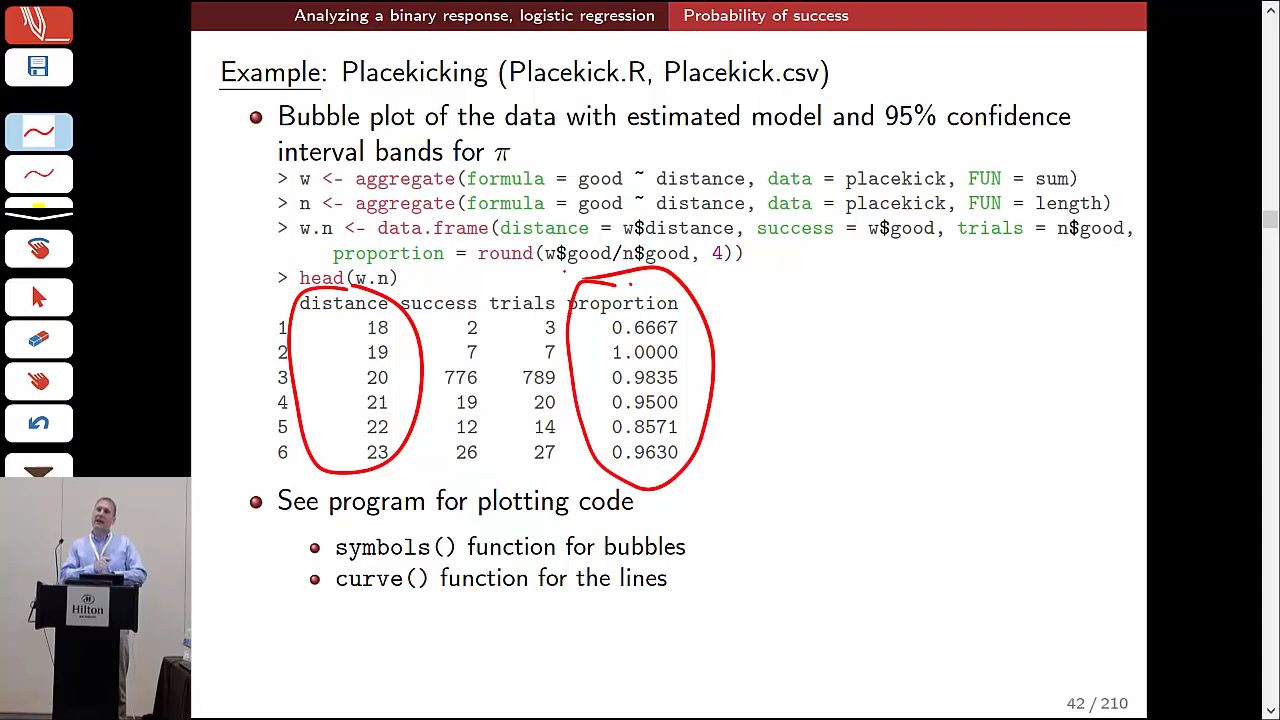 Analyzing a binary response, logistic regression Probability of success
Example: Placekicking (Placekick.R, Placekick.csv)
Bubble plot of the data with estimated model and 95% confidence
interval bands for π
> w <- aggregate(formula = good ~ distance, data = placekick, FUN = sum)
> n <- aggregate(formula = good ~ distance, data = placekick, FUN = length)
> w.n <- data.frame(distance = w$distance, success = w$good, trials = n$good,
proportion = round(w$good/n$good, 4))
> head(w.n)
distance success trials proportion
1 18 2 3 0.6667
2 19 7 7 1.0000
3 20 776 789 0.9835
4 21 19 20 0.9500
5 22 12 14 0.8571
6 23 26 27 0.9630
See program for plotting code
symbols() function for bubbles
curve() function for the lines
Hilton
42 / 210